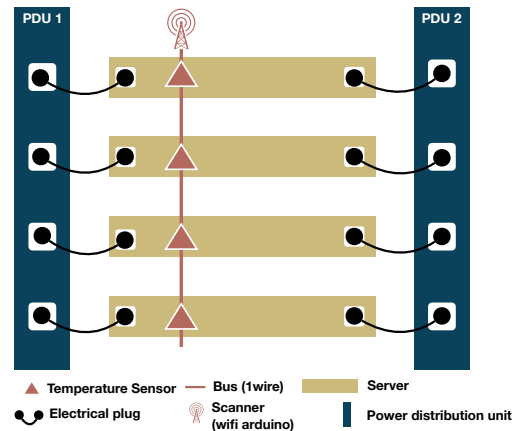 PDU 1
PDU 2
Temperature Sensor
Bus (1wire)
Server
Electrical plug
Scanner
(wifi arduino)
Power distribution unit